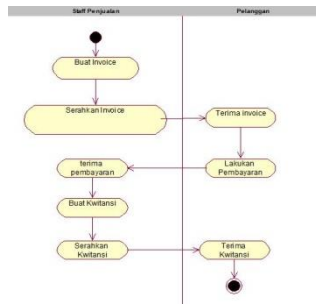 Staff Penjualan
Pelanggan
Buat Invoice
Serahkan Invoice
Terima invoice
terima
pembayaran
Lakukan
Pembayaran
Buat Kwitansi
Serahkan
Kwitansi
Terima
Kwitansi